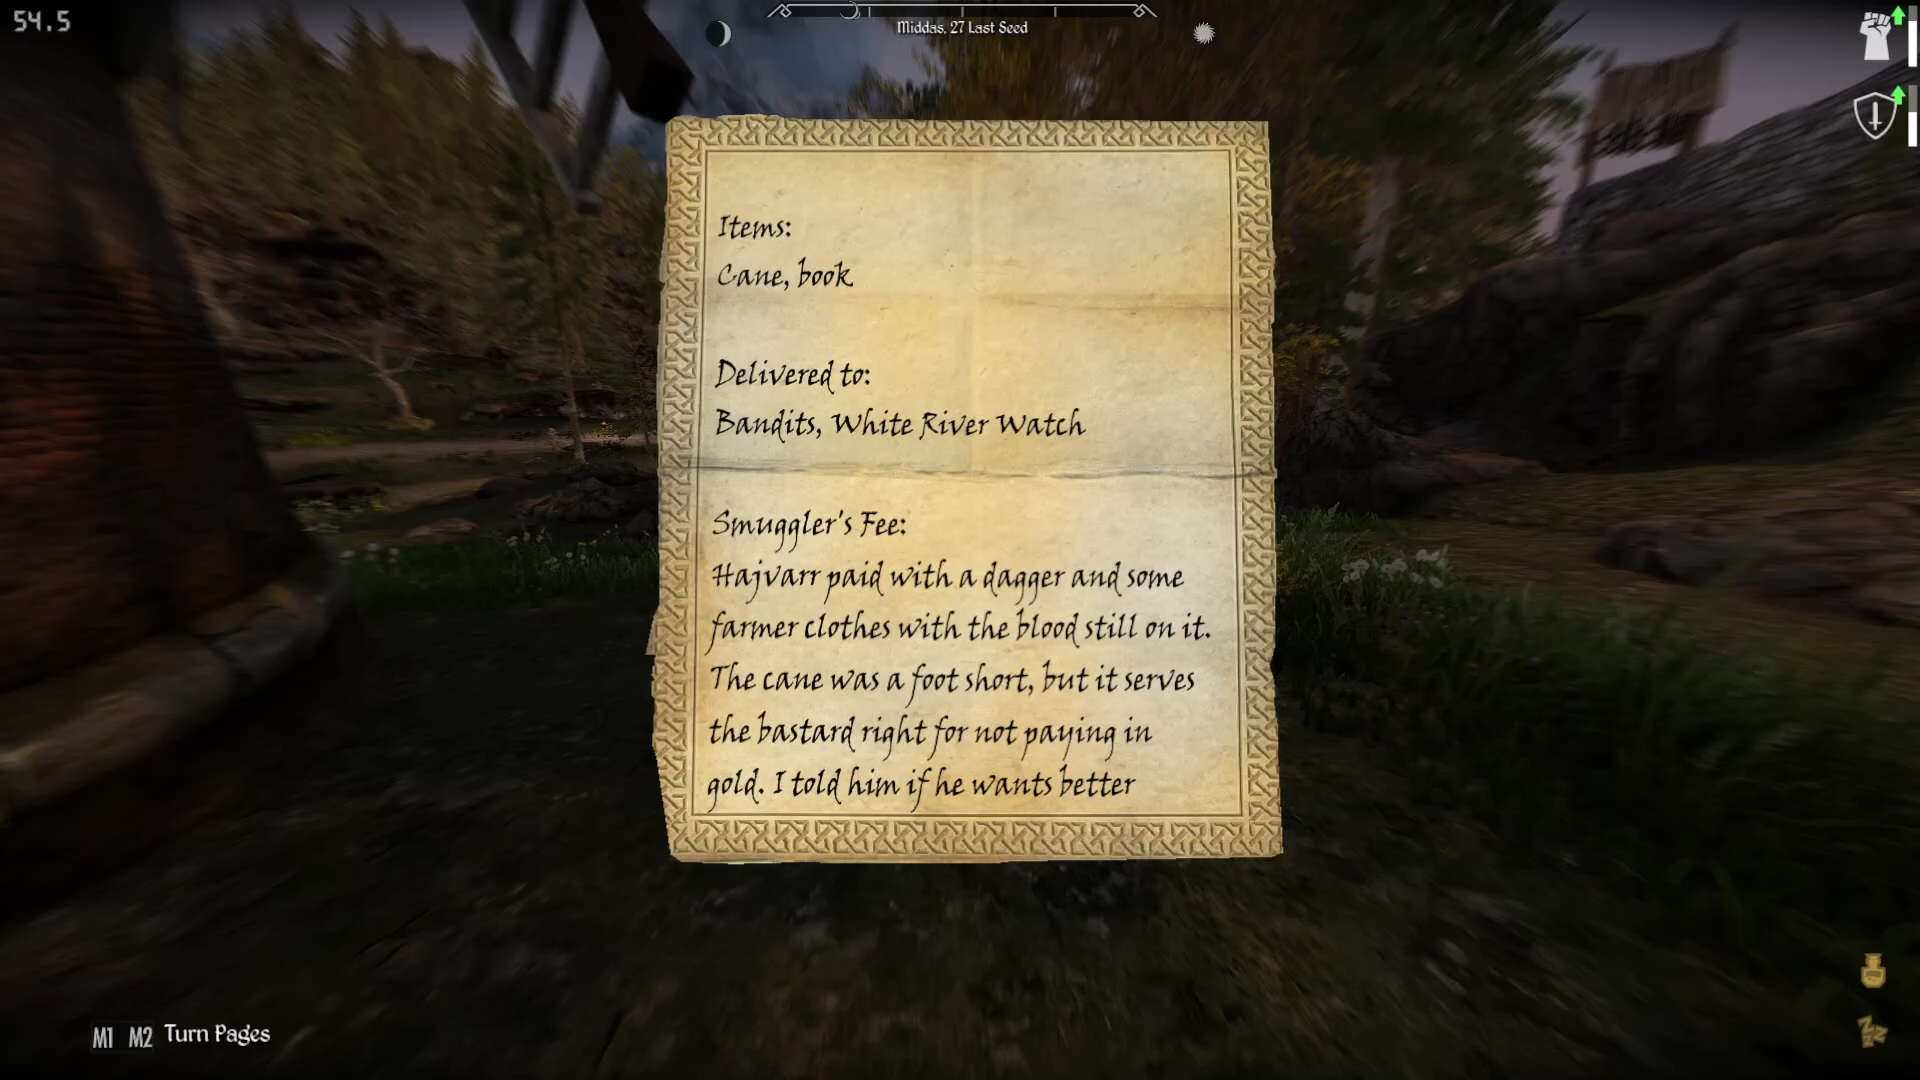 54.5
Middas, 27 Last Seed
Items:
Cane, book
Delivered to:
Bandits, White River Watch
Smuggler's Fee:
Hajvarr paid with a dagger and some
farmer clothes with the blood still on it.
The cane was a foot short, but it serves
the bastard right for not paying in
gold. I told him if he wants better
M1 M2 Turn Pages